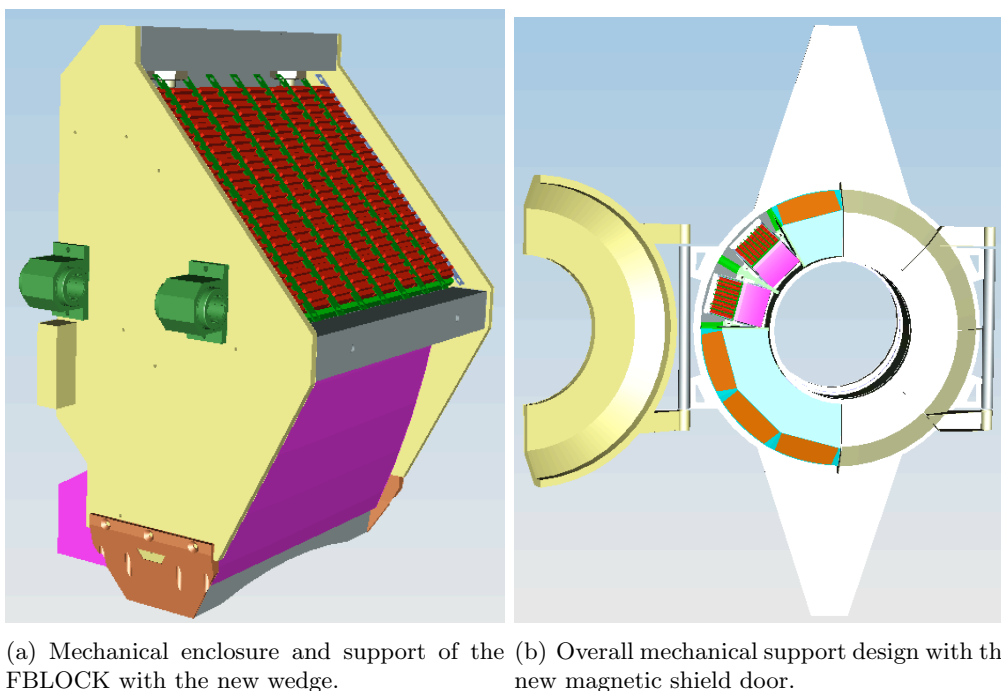 (a) Mechanical enclosure and support of the
FBLOCK with the new wedge.
(b) Overall mechanical support design with th
new magnetic shield door.